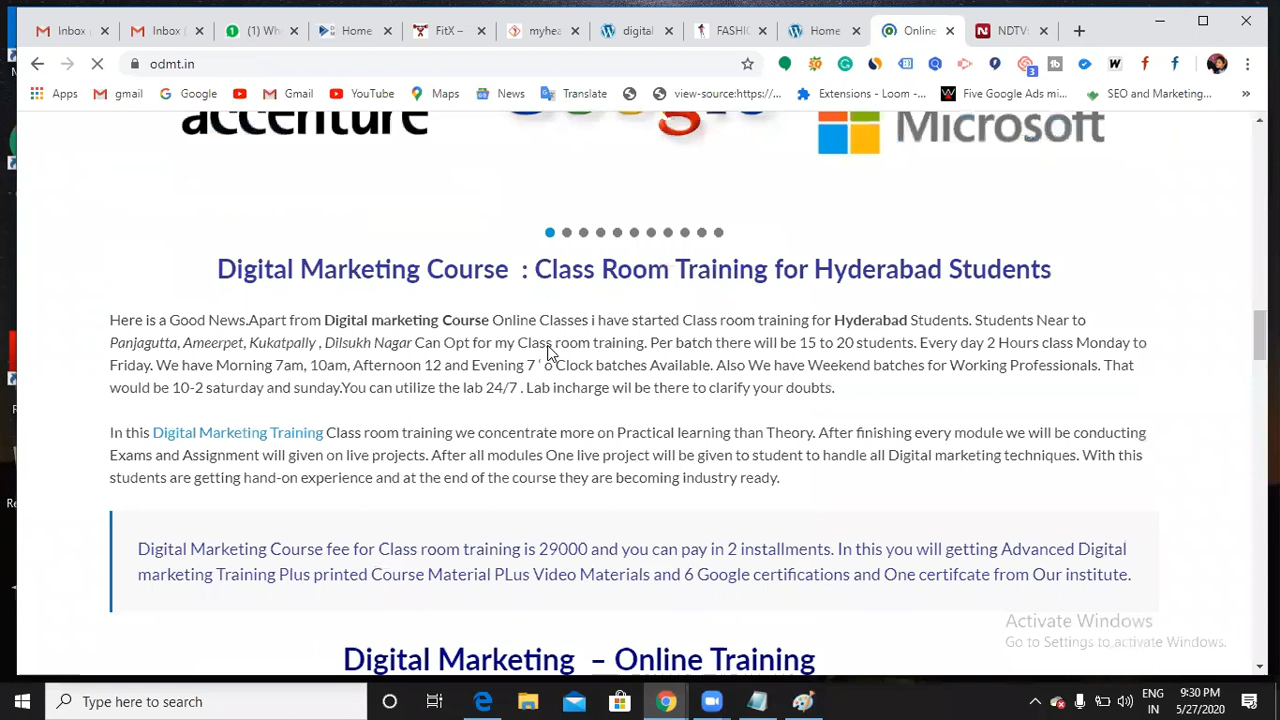 Inbox (
Inbox (
(1) Wh
Home
FitX –
myhea
digital
FASHIO
Home
Online
NDTV:
odmt.in
3
Apps
gmail
Google
Gmail
YouTube
Maps
News
Translate
view-source:https://...
Extensions - Loom -...
Five Google Ads mi...
SEO and Marketing...
»
accenture
Google
Microsoft
Digital Marketing Course : Class Room Training for Hyderabad Students
Here is a Good News.Apart from Digital marketing Course Online Classes i have started Class room training for Hyderabad Students. Students Near to
Panjagutta, Ameerpet, Kukatpally , Dilsukh Nagar Can Opt for my Class room training. Per batch there will be 15 to 20 students. Every day 2 Hours class Monday to
Friday. We have Morning 7am, 10am, Afternoon 12 and Evening 7 ‘ o’Clock batches Available. Also We have Weekend batches for Working Professionals. That
would be 10-2 saturday and sunday.You can utilize the lab 24/7 . Lab incharge wil be there to clarify your doubts.
In this Digital Marketing Training Class room training we concentrate more on Practical learning than Theory. After finishing every module we will be conducting
Exams and Assignment will given on live projects. After all modules One live project will be given to student to handle all Digital marketing techniques. With this
students are getting hand-on experience and at the end of the course they are becoming industry ready.
Digital Marketing Course fee for Class room training is 29000 and you can pay in 2 installments. In this you will getting Advanced Digital
marketing Training Plus printed Course Material PLus Video Materials and 6 Google certifications and One certifcate from Our institute.
Activate Windows
Go to Settings to activate Windows.
Digital Marketing – Online Training
Type here to search
ENG
IN
9:30 PM
5/27/2020